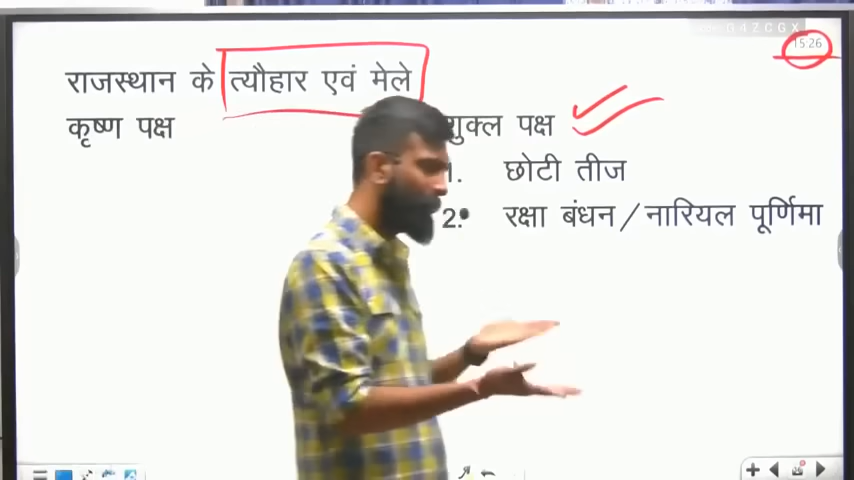 15:26
राजस्थान के त्यौहार एवं मेले
कृष्ण पक्ष
शुक्ल पक्ष
1. छोटी तीज
2. रक्षा बंधन / नारियल पूर्णिमा